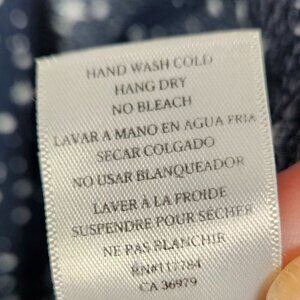 HAND WASH COLD
HANG DRY
NO BLEACH
LAVAR A MANO EN AGUA FRIA
SECAR COLGADO
NO USAR BLANQUEADOR
LAVER A LA FROIDE
SUSPENDRE POUR SÉCHER
NE PAS BLANCHIR
RN#117784
CA 36979